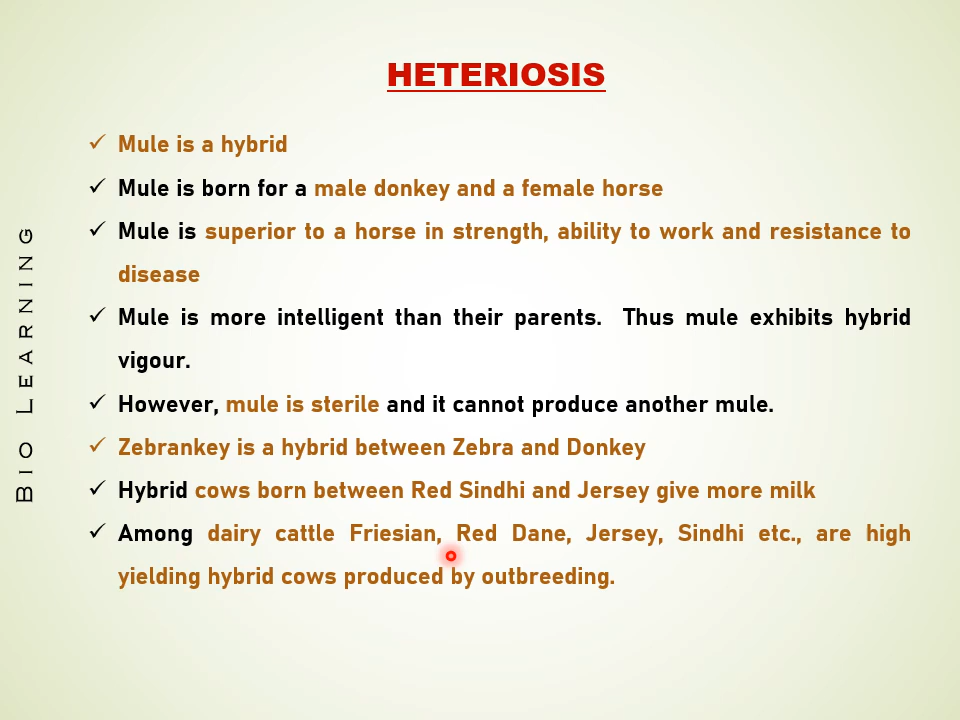 HETERIOSIS
✓ Mule is a hybrid
✓ Mule is born for a male donkey and a female horse
✓ Mule is superior to a horse in strength, ability to work and resistance to
disease
✓ Mule is more intelligent than their parents. Thus mule exhibits hybrid
vigour.
✓ However, mule is sterile and it cannot produce another mule.
✓ Zebrankey is a hybrid between Zebra and Donkey
✓ Hybrid cows born between Red Sindhi and Jersey give more milk
✓ Among dairy cattle Friesian, Red Dane, Jersey, Sindhi etc., are high
yielding hybrid cows produced by outbreeding.
Bio Learning